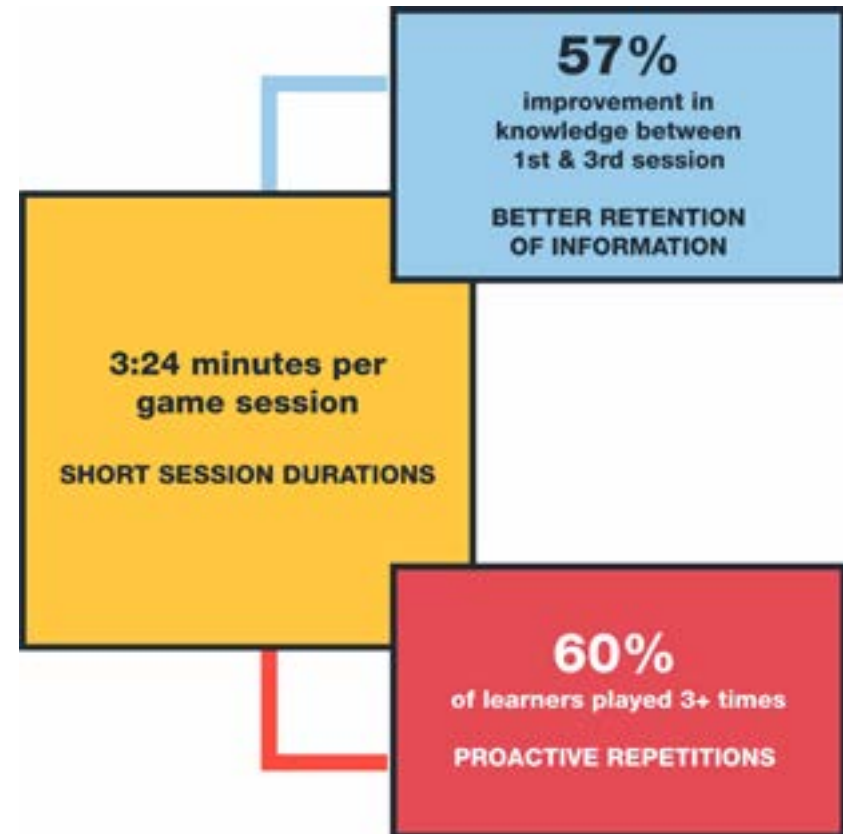 57%
improvement in
knowledge between
1st & 3rd session
BETTER RETENTION
OF INFORMATION
3:24 minutes per
game session
SHORT SESSION DURATIONS
60%
of learners played 3+ times
PROACTIVE REPETITIONS